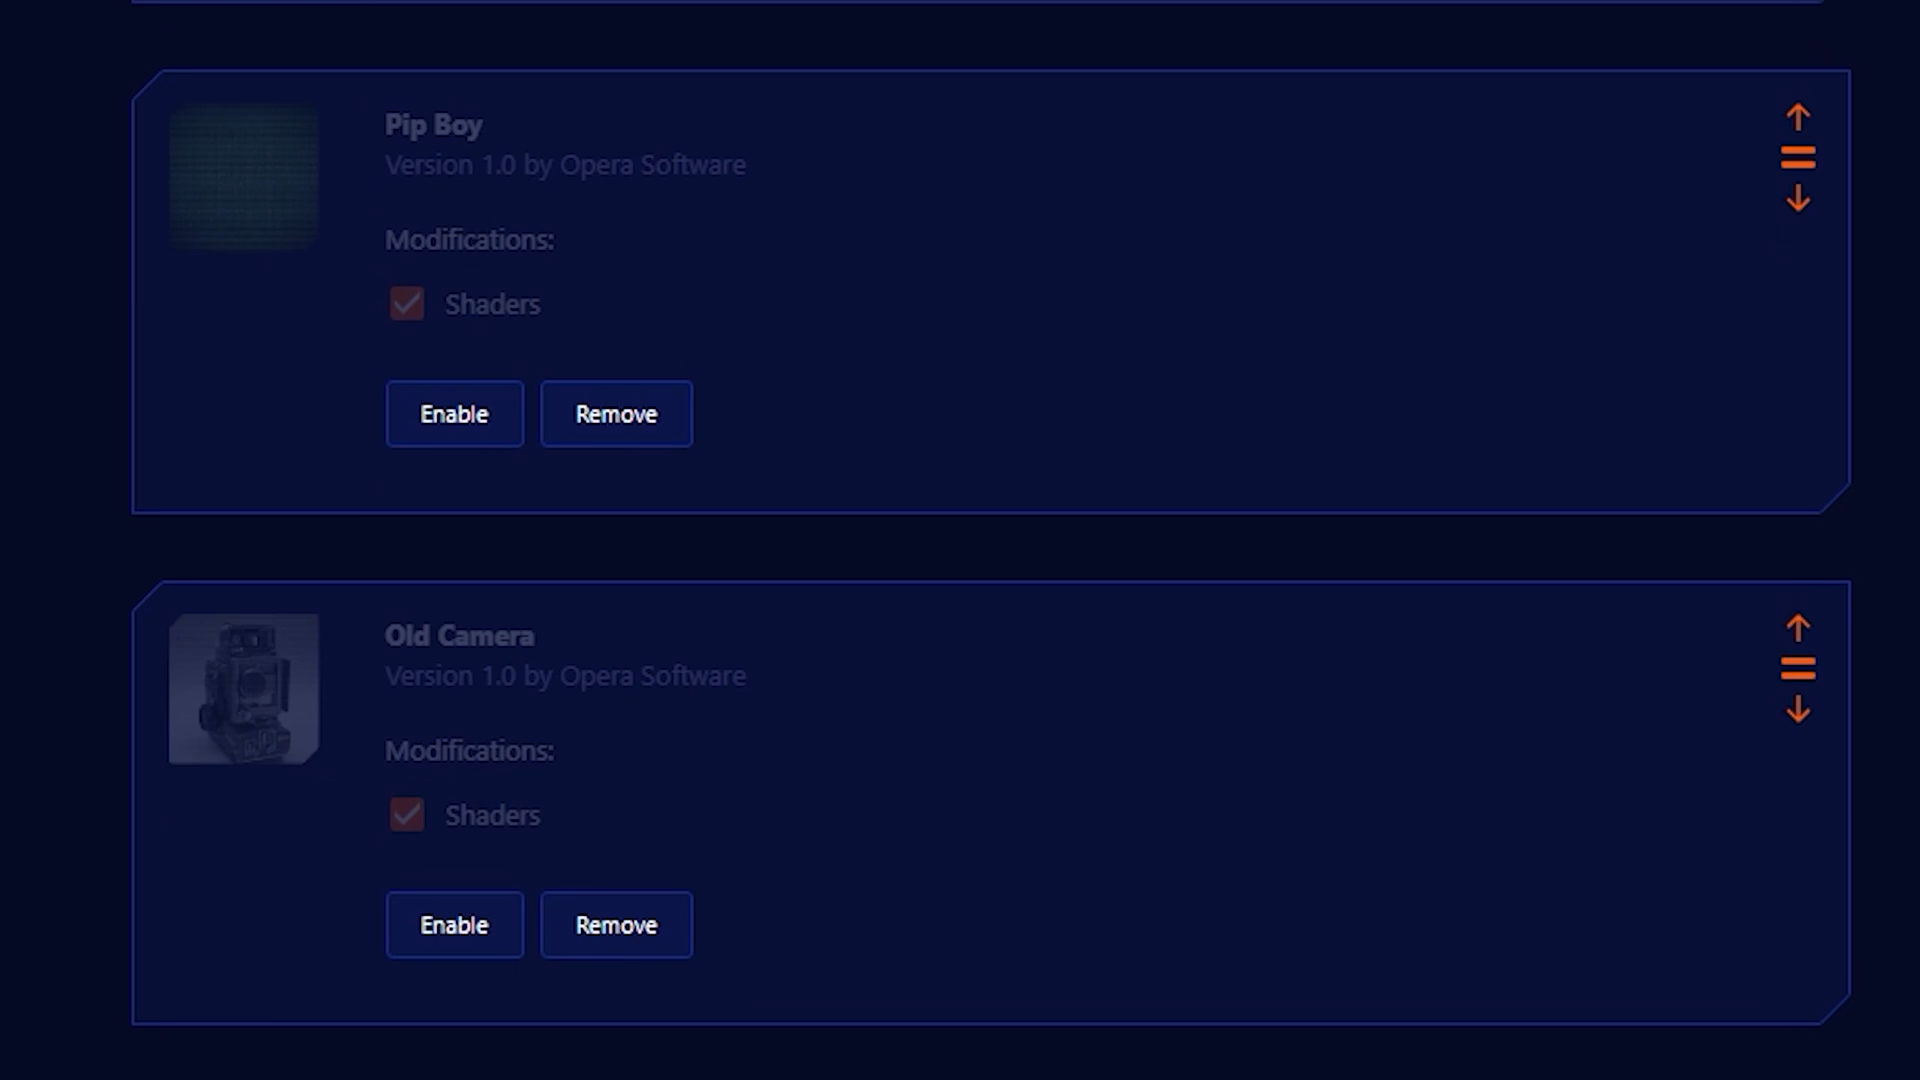 Pip Boy
Version 1.0 by Opera Software
Modifications:
Shaders
Enable Remove
Old Camera
Version 1.0 by Opera Software
Modifications:
Shaders
Enable Remove